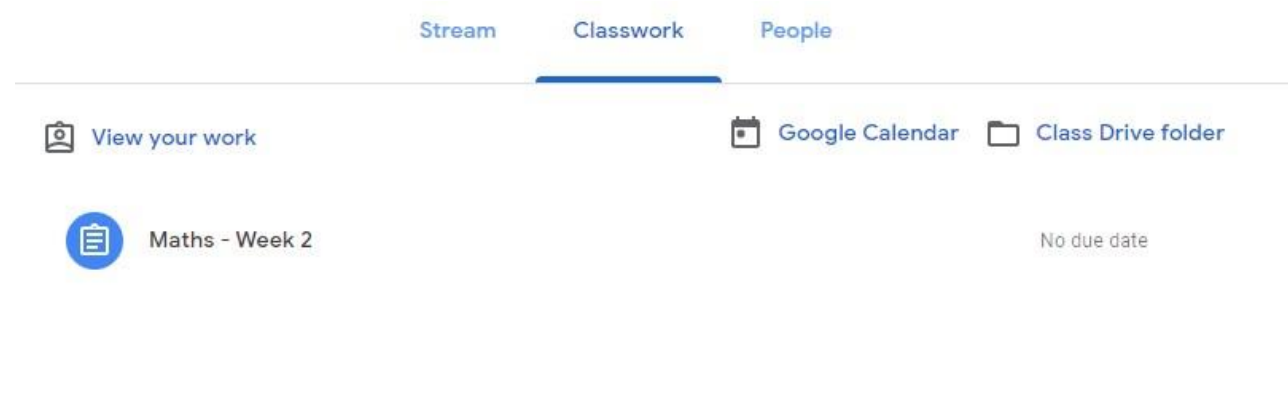 Stream Classwork People
View your work Google Calendar Class Drive folder
Maths - Week 2 No due date